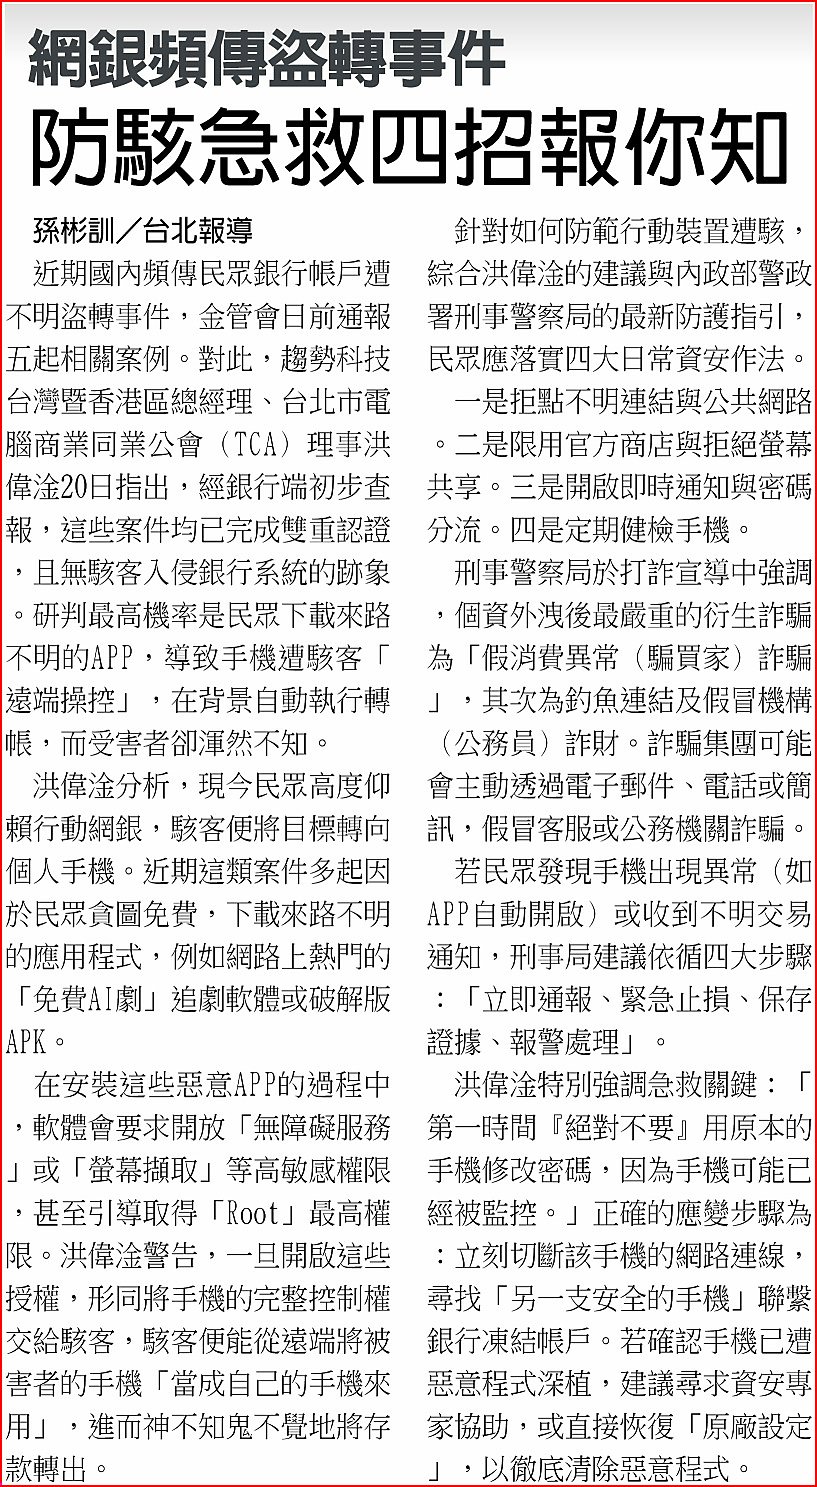 網銀頻傳盜轉事件
防駭急救四招報你知
孫彬訓／台北報導
近期國內頻傳民眾銀行帳戶遭
不明盜轉事件，金管會日前通報
五起相關案例。對此，趨勢科技
台灣暨香港區總經理、台北市電
腦商業同業公會（TCA）理事洪
偉淦20日指出，經銀行端初步查
報，這些案件均已完成雙重認證
，且無駭客入侵銀行系統的跡象
。研判最高機率是民眾下載來路
不明的APP，導致手機遭駭客「
遠端操控」，在背景自動執行轉
帳，而受害者卻渾然不知。
洪偉淦分析，現今民眾高度仰
賴行動網銀，駭客便將目標轉向
個人手機。近期這類案件多起因
於民眾貪圖免費，下載來路不明
的應用程式，例如網路上熱門的
「免費AI劇」追劇軟體或破解版
APK。
在安裝這些惡意APP的過程中
，軟體會要求開放「無障礙服務
」或「螢幕擷取」等高敏感權限
，甚至引導取得「Root」最高權
限。洪偉淦警告，一旦開啟這些
授權，形同將手機的完整控制權
交給駭客，駭客便能從遠端將被
害者的手機「當成自己的手機來
用」，進而神不知鬼不覺地將存
款轉出。
針對如何防範行動裝置遭駭，
綜合洪偉淦的建議與內政部警政
署刑事警察局的最新防護指引，
民眾應落實四大日常資安作法。
一是拒點不明連結與公共網路
。二是限用官方商店與拒絕螢幕
共享。三是開啟即時通知與密碼
分流。四是定期健檢手機。
刑事警察局於打詐宣導中強調
，個資外洩後最嚴重的衍生詐騙
為「假消費異常（騙買家）詐騙
」，其次為釣魚連結及假冒機構
（公務員）詐財。詐騙集團可能
會主動透過電子郵件、電話或簡
訊，假冒客服或公務機關詐騙。
若民眾發現手機出現異常（如
APP自動開啟）或收到不明交易
通知，刑事局建議依循四大步驟
：「立即通報、緊急止損、保存
證據、報警處理」。
洪偉淦特別強調急救關鍵：「
第一時間『絕對不要』用原本的
手機修改密碼，因為手機可能已
經被監控。」正確的應變步驟為
：立刻切斷該手機的網路連線，
尋找「另一支安全的手機」聯繫
銀行凍結帳戶。若確認手機已遭
惡意程式深植，建議尋求資安專
家協助，或直接恢復「原廠設定
」，以徹底清除惡意程式。